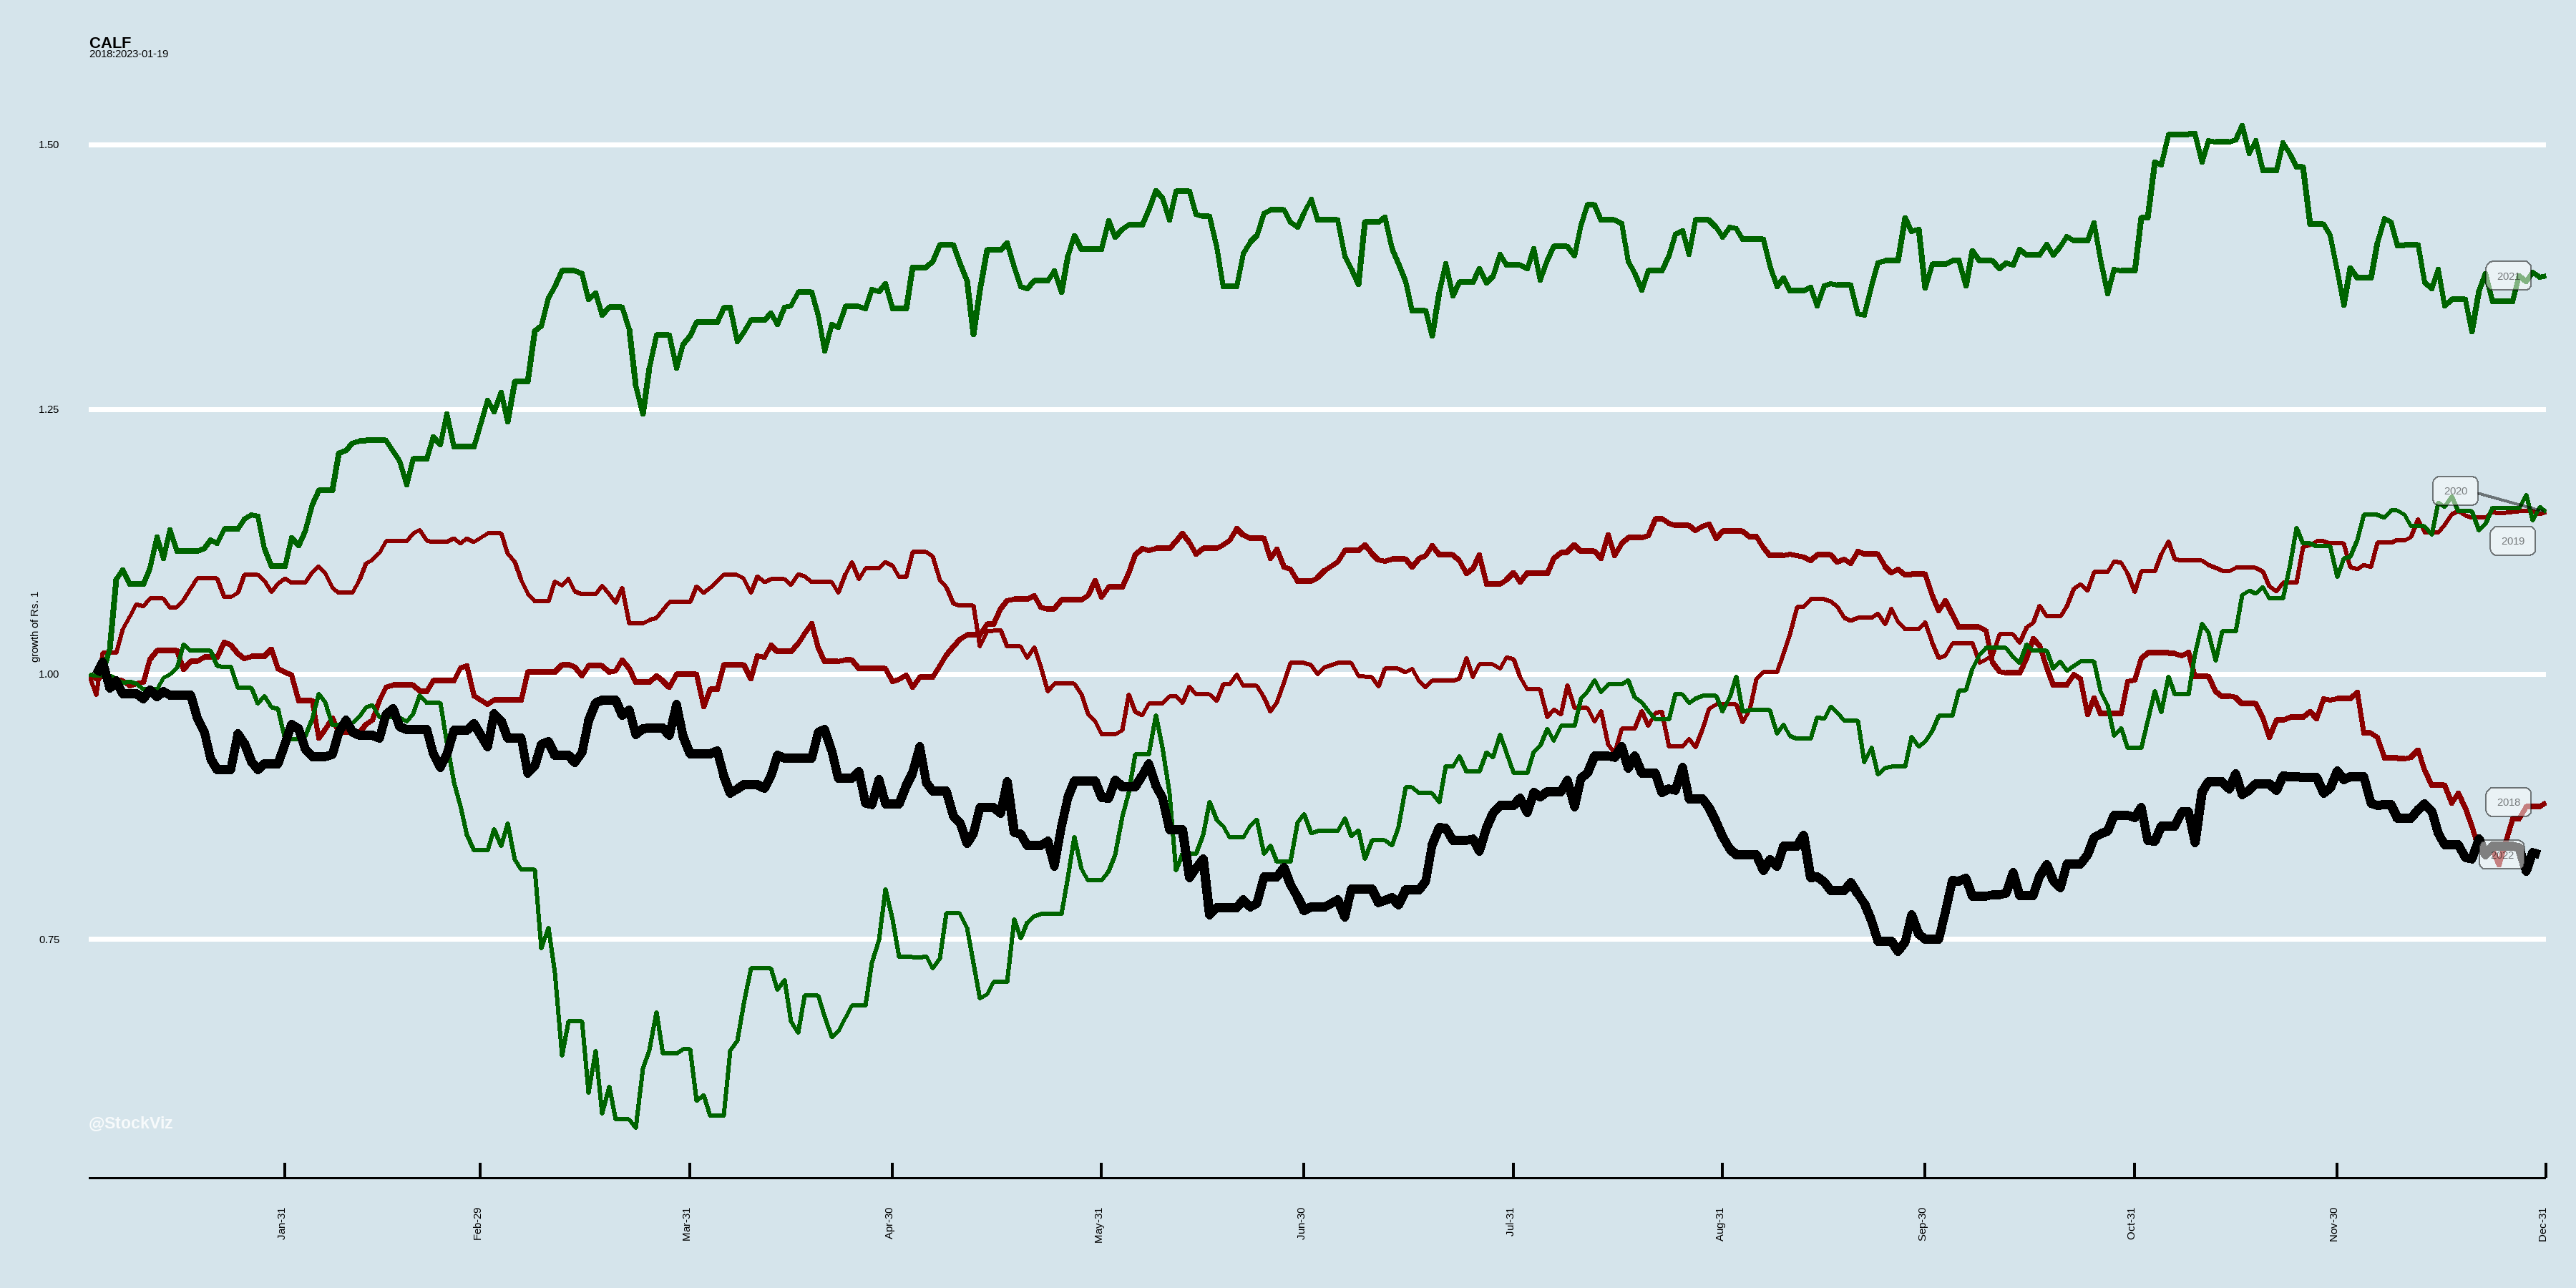 CALF
2018:2023-01-19
1.50
1.25
1.00
0.75
growth of Rs. 1
2021
2020
2019
2018
2022
@StockViz
Jan-31
Feb-29
Mar-31
Apr-30
May-31
Jun-30
Jul-31
Aug-31
Sep-30
Oct-31
Nov-30
Dec-31